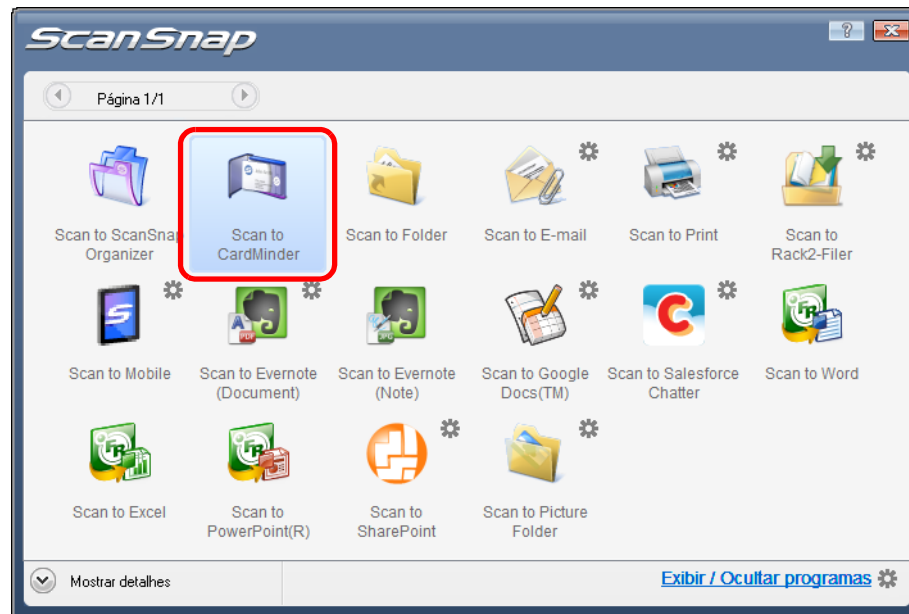 ScanSnap
?
Página 1/1
Scan to ScanSnap
Organizer
Scan to
CardMinder
Scan to Folder
Scan to E-mail
Scan to Print
Scan to
Rack2-Filer
Scan to Mobile
Scan to Evernote
(Document)
Scan to Evernote
(Note)
Scan to Google
Docs(TM)
Scan to Salesforce
Chatter
Scan to Word
Scan to Excel
Scan to
PowerPoint(R)
Scan to
SharePoint
Scan to Picture
Folder
Mostrar detalhes
Exibir / Ocultar programas